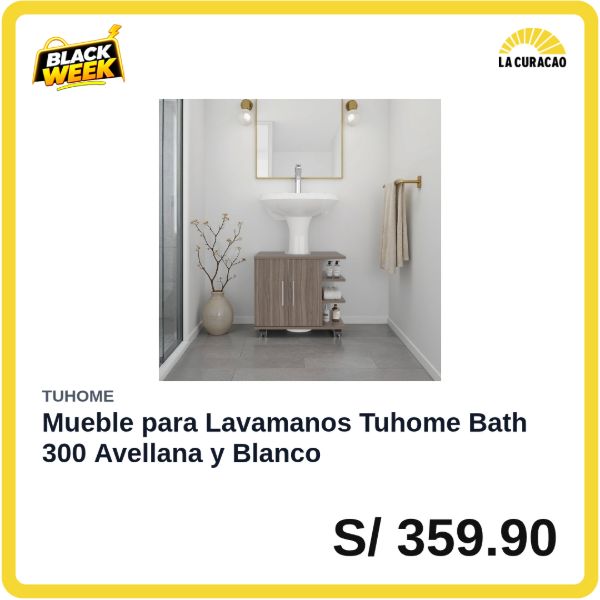 BLACK
WEEK
LA CURACAO
TUHOME
Mueble para Lavamanos Tuhome Bath
300 Avellana y Blanco
S/ 359.90